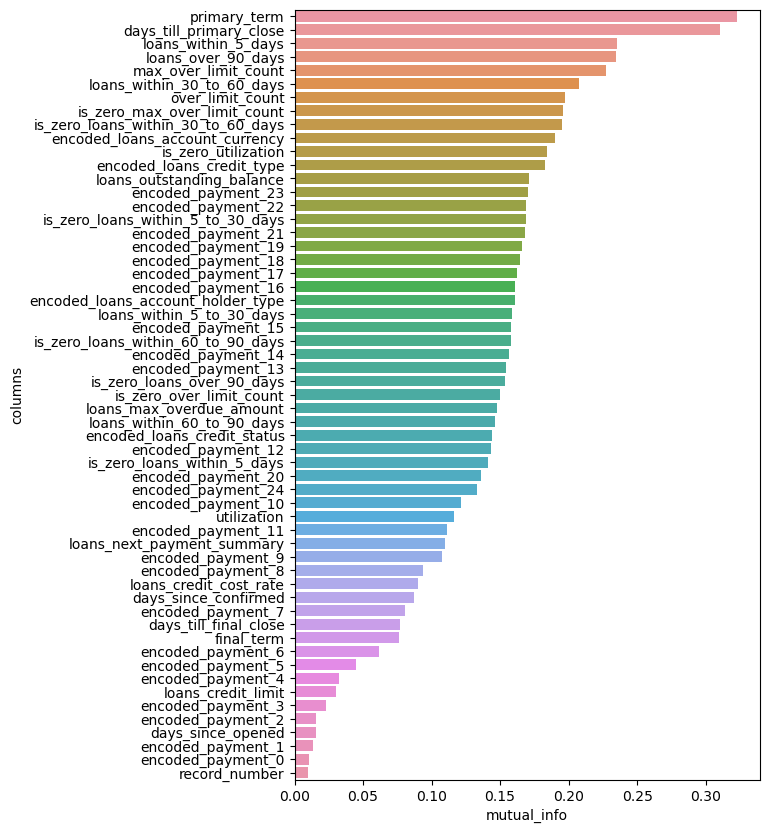 primary_term
days_till_primary_close
loans_within_5_days
loans_over_90_days
max_over_limit_count
loans_within_30_to_60_days
over_limit_count
is_zero_max_over_limit_count
is_zero_loans_within_30_to_60_days
encoded_loans_account_currency
is_zero_utilization
encoded_loans_credit_type
loans_outstanding_balance
encoded_payment_23
encoded_payment_22
is_zero_loans_within_5_to_30_days
encoded_payment_21
encoded_payment_19
encoded_payment_18
encoded_payment_17
encoded_payment_16
encoded_loans_account_holder_type
loans_within_5_to_30_days
encoded_payment_15
is_zero_loans_within_60_to_90_days
encoded_payment_14
encoded_payment_13
is_zero_loans_over_90_days
is_zero_over_limit_count
loans_max_overdue_amount
loans_within_60_to_90_days
encoded_loans_credit_status
encoded_payment_12
is_zero_loans_within_5_days
encoded_payment_20
encoded_payment_24
encoded_payment_10
utilization
encoded_payment_11
loans_next_payment_summary
encoded_payment_9
encoded_payment_8
loans_credit_cost_rate
days_since_confirmed
encoded_payment_7
days_till_final_close
final_term
encoded_payment_6
encoded_payment_5
encoded_payment_4
loans_credit_limit
encoded_payment_3
encoded_payment_2
days_since_opened
encoded_payment_1
encoded_payment_0
record_number
columns
0.00 0.05 0.10 0.15 0.20 0.25 0.30
mutual_info